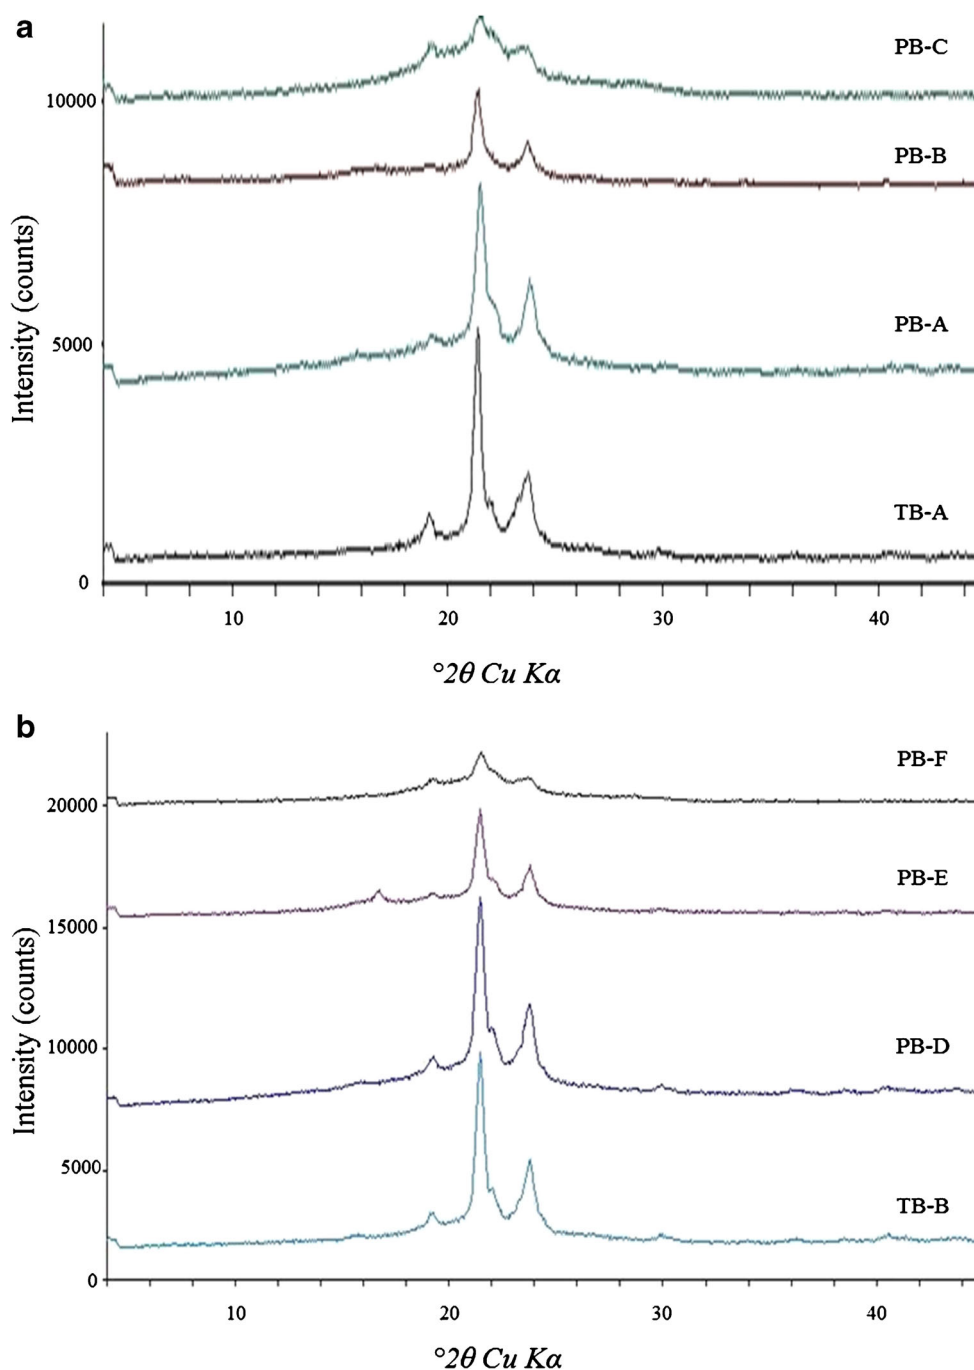 a
PB-C
10000
PB-B
Intensity (counts)
PB-A
5000
TB-A
0
10 20 30 40
°2θ Cu Kα
b
PB-F
20000
PB-E
15000
Intensity (counts)
PB-D
10000
5000
TB-B
0
10 20 30 40
°2θ Cu Kα